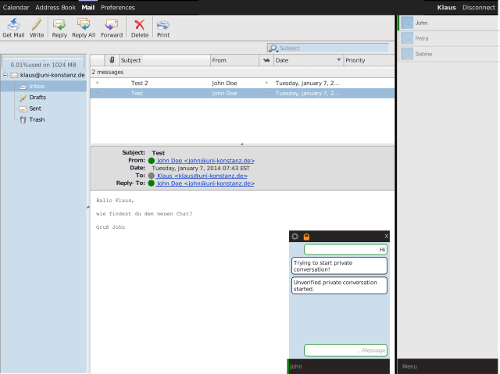 Calendar Address Book Mail Preferences Klaus Disconnect
Get Mail Write Reply Reply All Forward Delete Print
Subject
0.01% used on 1024 MB
klaus@uni-konstanz.de
Inbox
Drafts
Sent
Trash
Subject From Date Priority
2 messages
Test 2 John Doe Tuesday, January 7, 2...
Test John Doe Tuesday, January 7, 2...
Subject: Test
From: John Doe <john@uni-konstanz.de>
Date: Tuesday, January 7, 2014 07:43 EST
To: Klaus <klaus@uni-konstanz.de>
Reply- To: John Doe <john@uni-konstanz.de>
Hallo Klaus,
wie findest du den neuen Chat?
Gruß John
x
Hi
Trying to start private
conversation!
Unverified private conversation
started.
...Message
John
John
Petra
Sabine
Menu